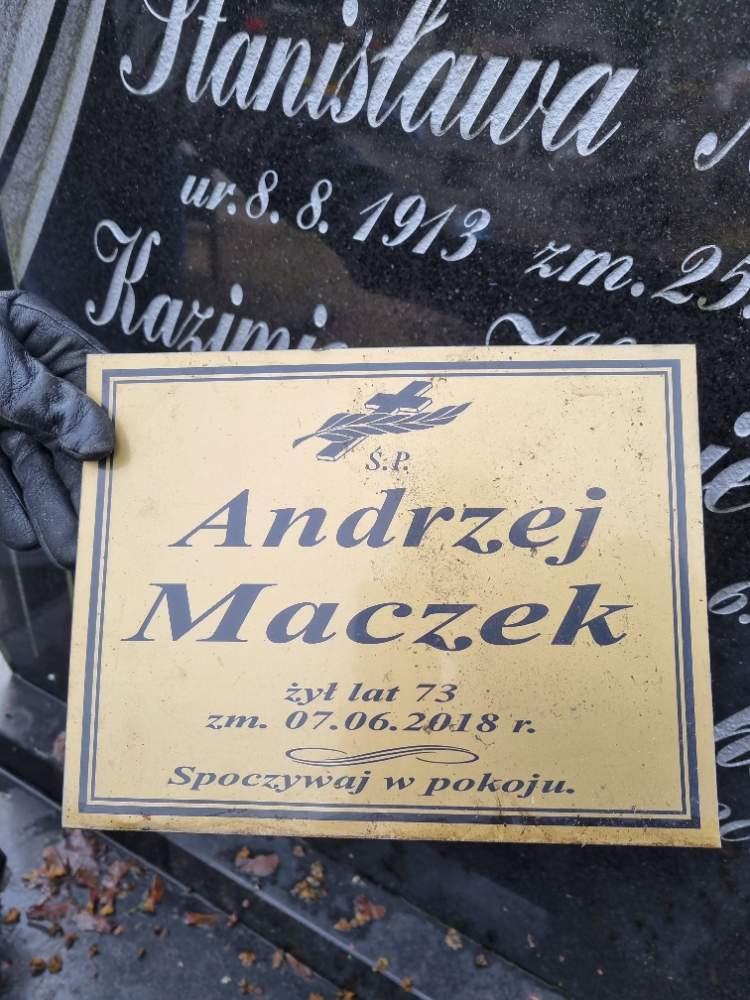 Stanisława
ur. 8. 8. 1913 zm. 25.
Ś.P.
Andrzej
Maczek
żył lat 73
zm. 07.06.2018 r.
Spoczywaj w pokoju.